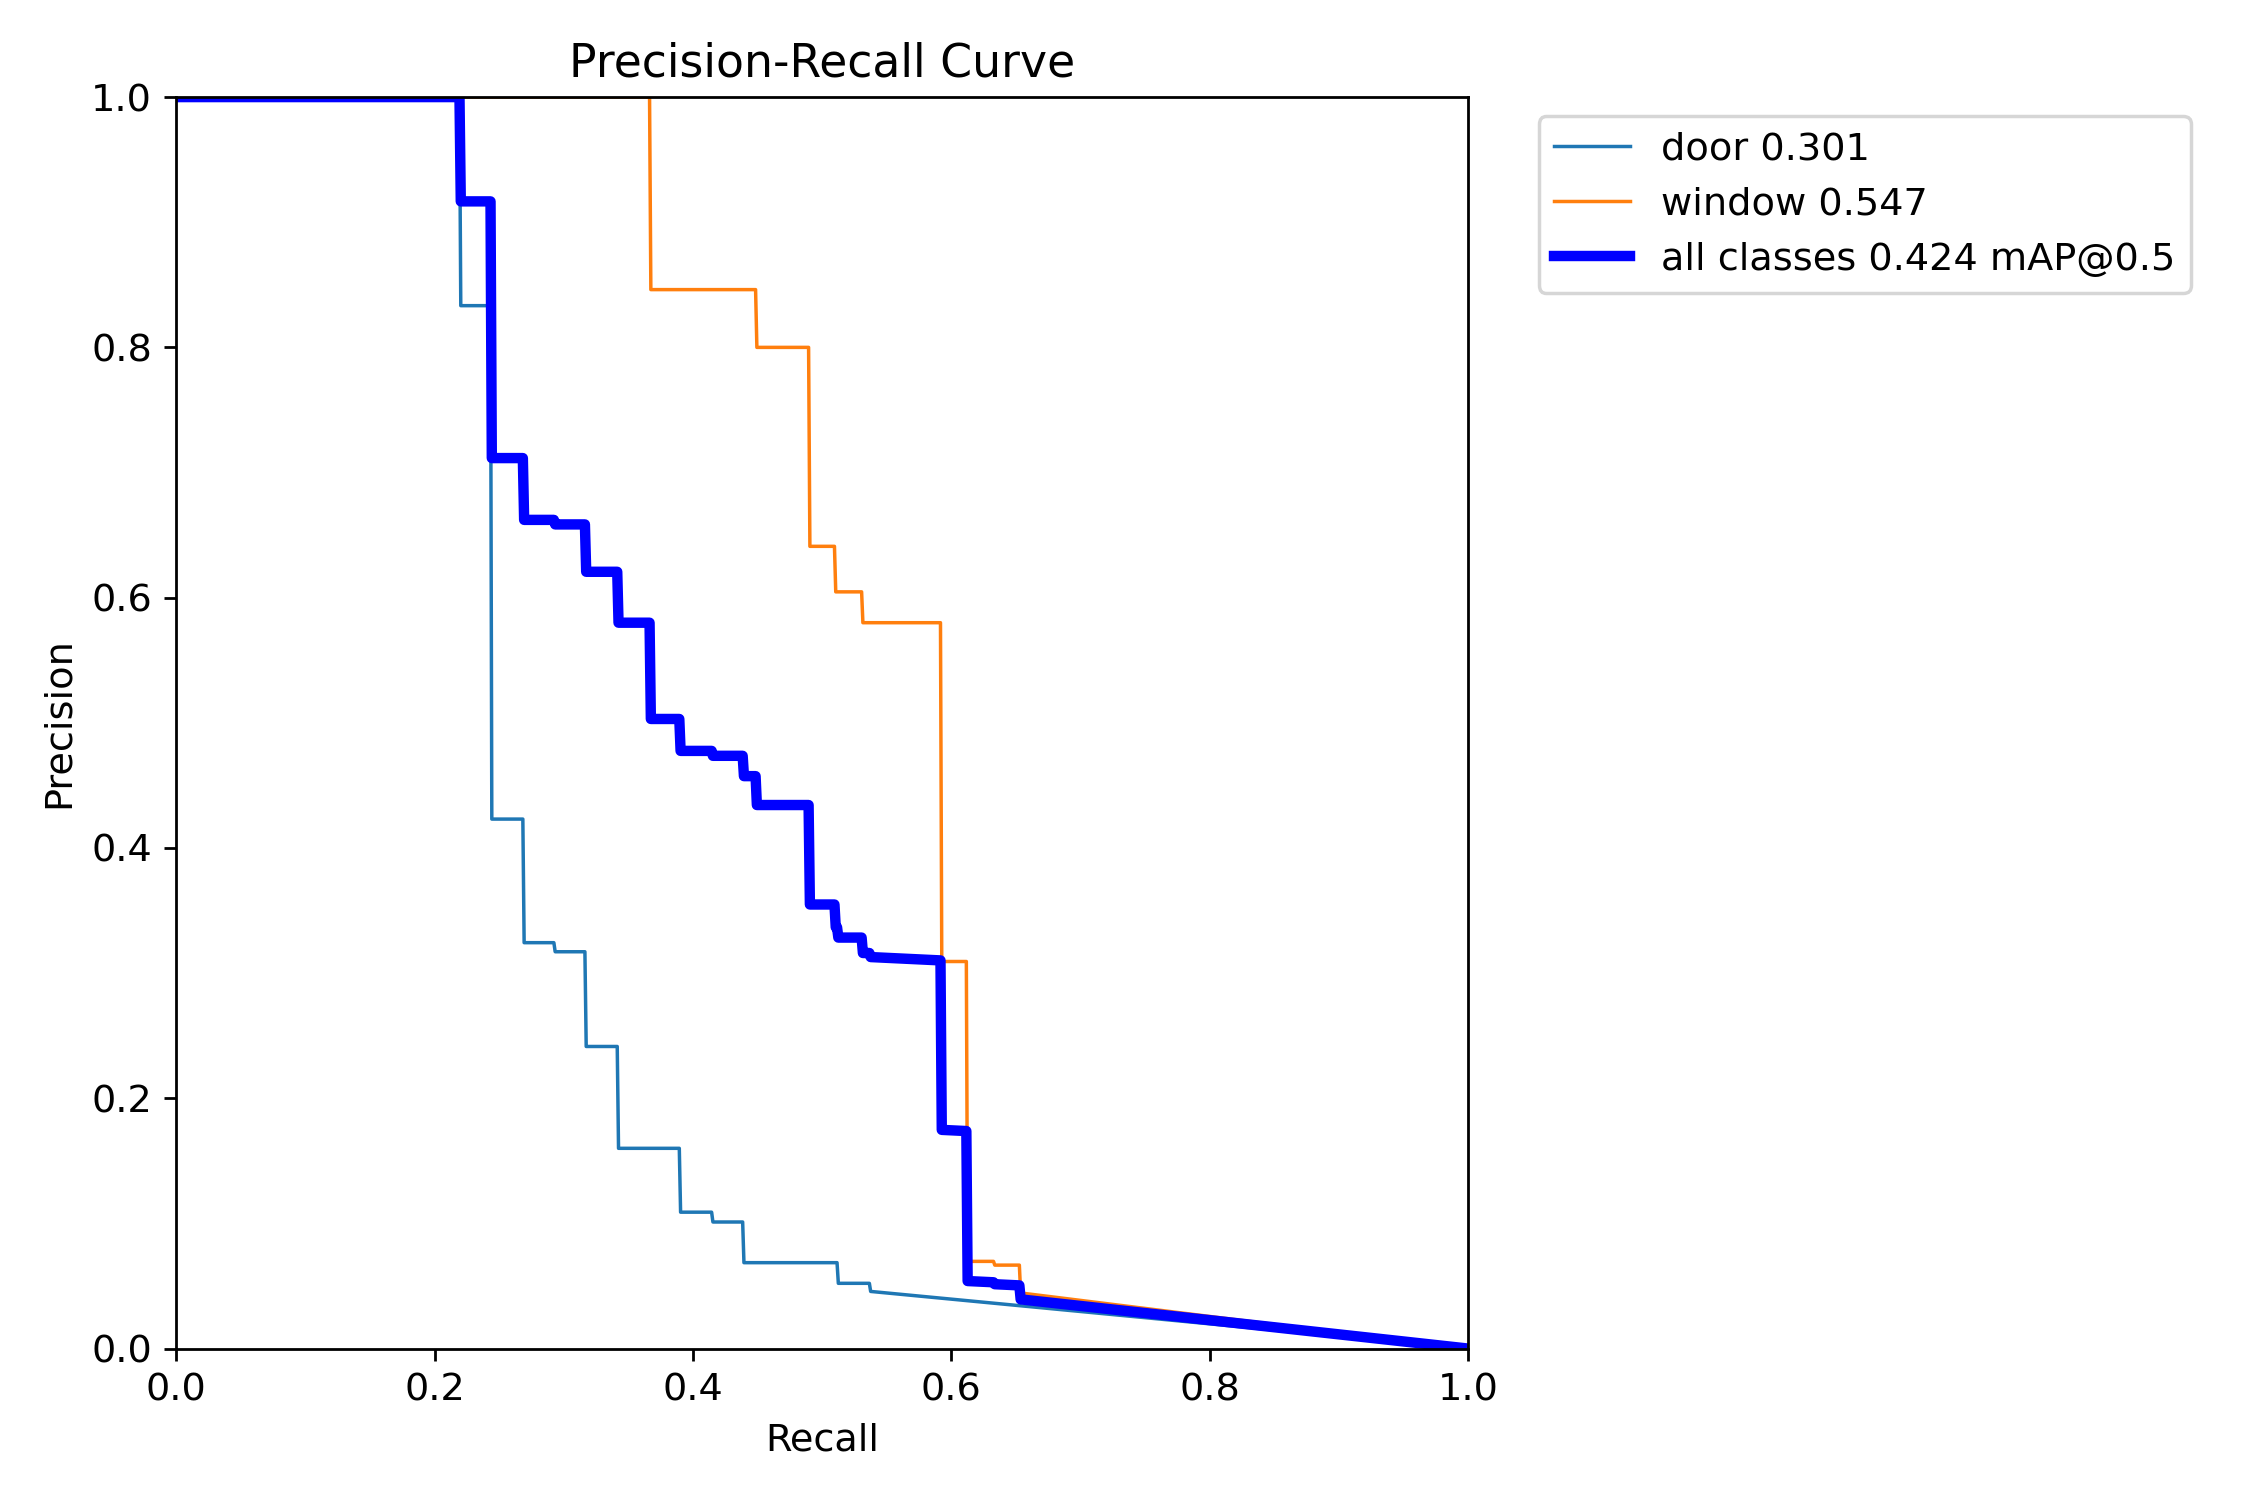 Precision-Recall Curve
1.0
0.8
0.6
0.4
0.2
0.0
Precision
0.0 0.2 0.4 0.6 0.8 1.0
Recall
door 0.301
window 0.547
all classes 0.424 mAP@0.5